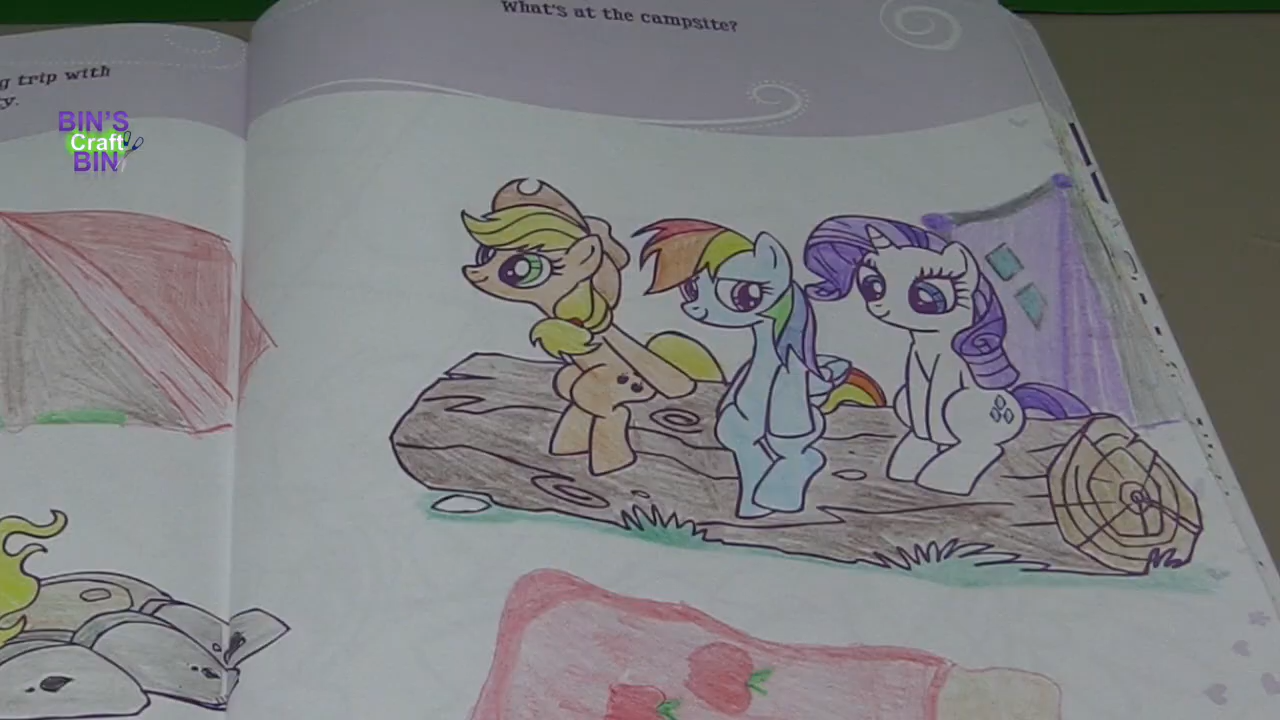 What's at the campsite?
g trip with
y.
BIN'S
Craft
BIN